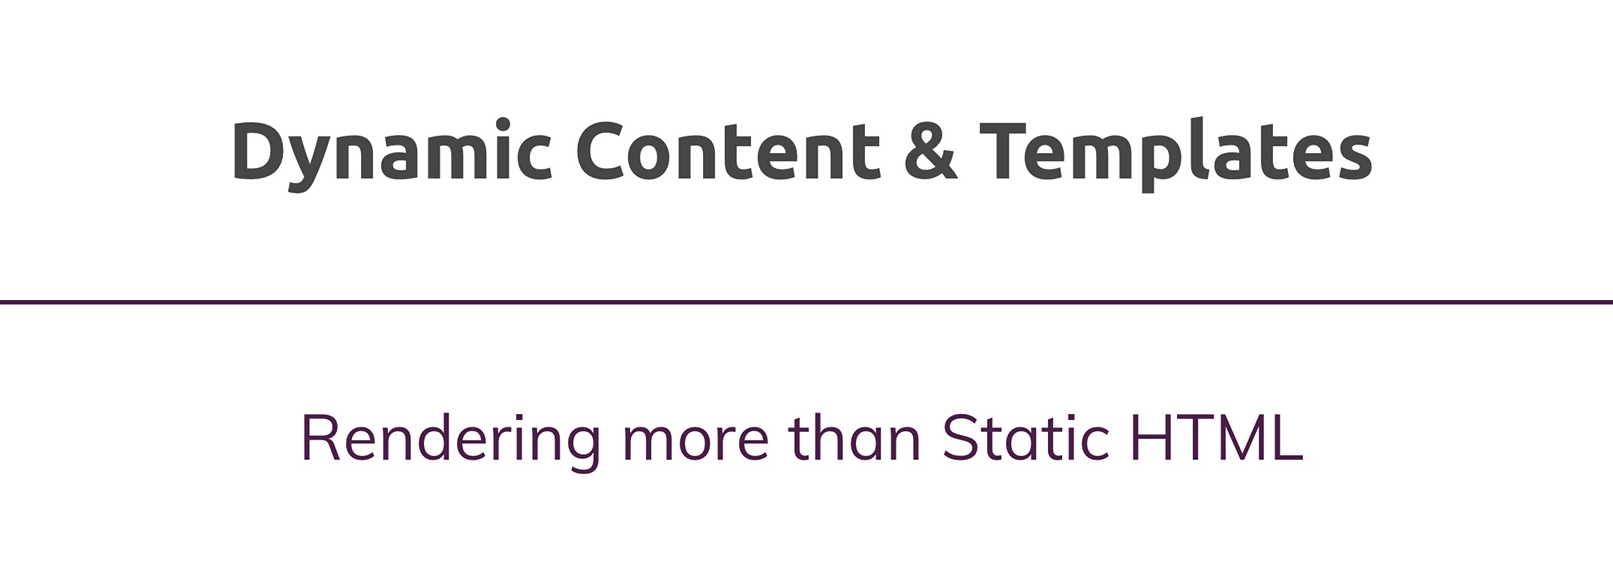 Dynamic Content & Templates
Rendering more than Static HTML